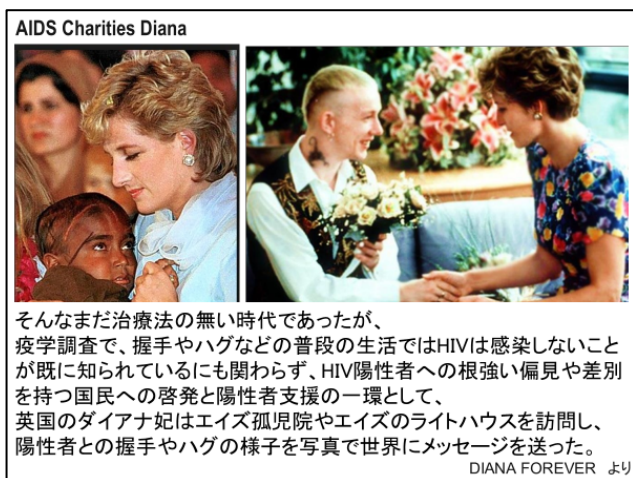 AIDS Charities Diana
そんなまだ治療法の無い時代であったが、
疫学調査で、握手やハグなどの普段の生活ではHIVは感染しないこと
が既に知られているにも関わらず、HIV陽性者への根強い偏見や差別
を持つ国民への啓発と陽性者支援の一環として、
英国のダイアナ妃はエイズ孤児院やエイズのライトハウスを訪問し、
陽性者との握手やハグの様子を写真で世界にメッセージを送った。
DIANA FOREVER より